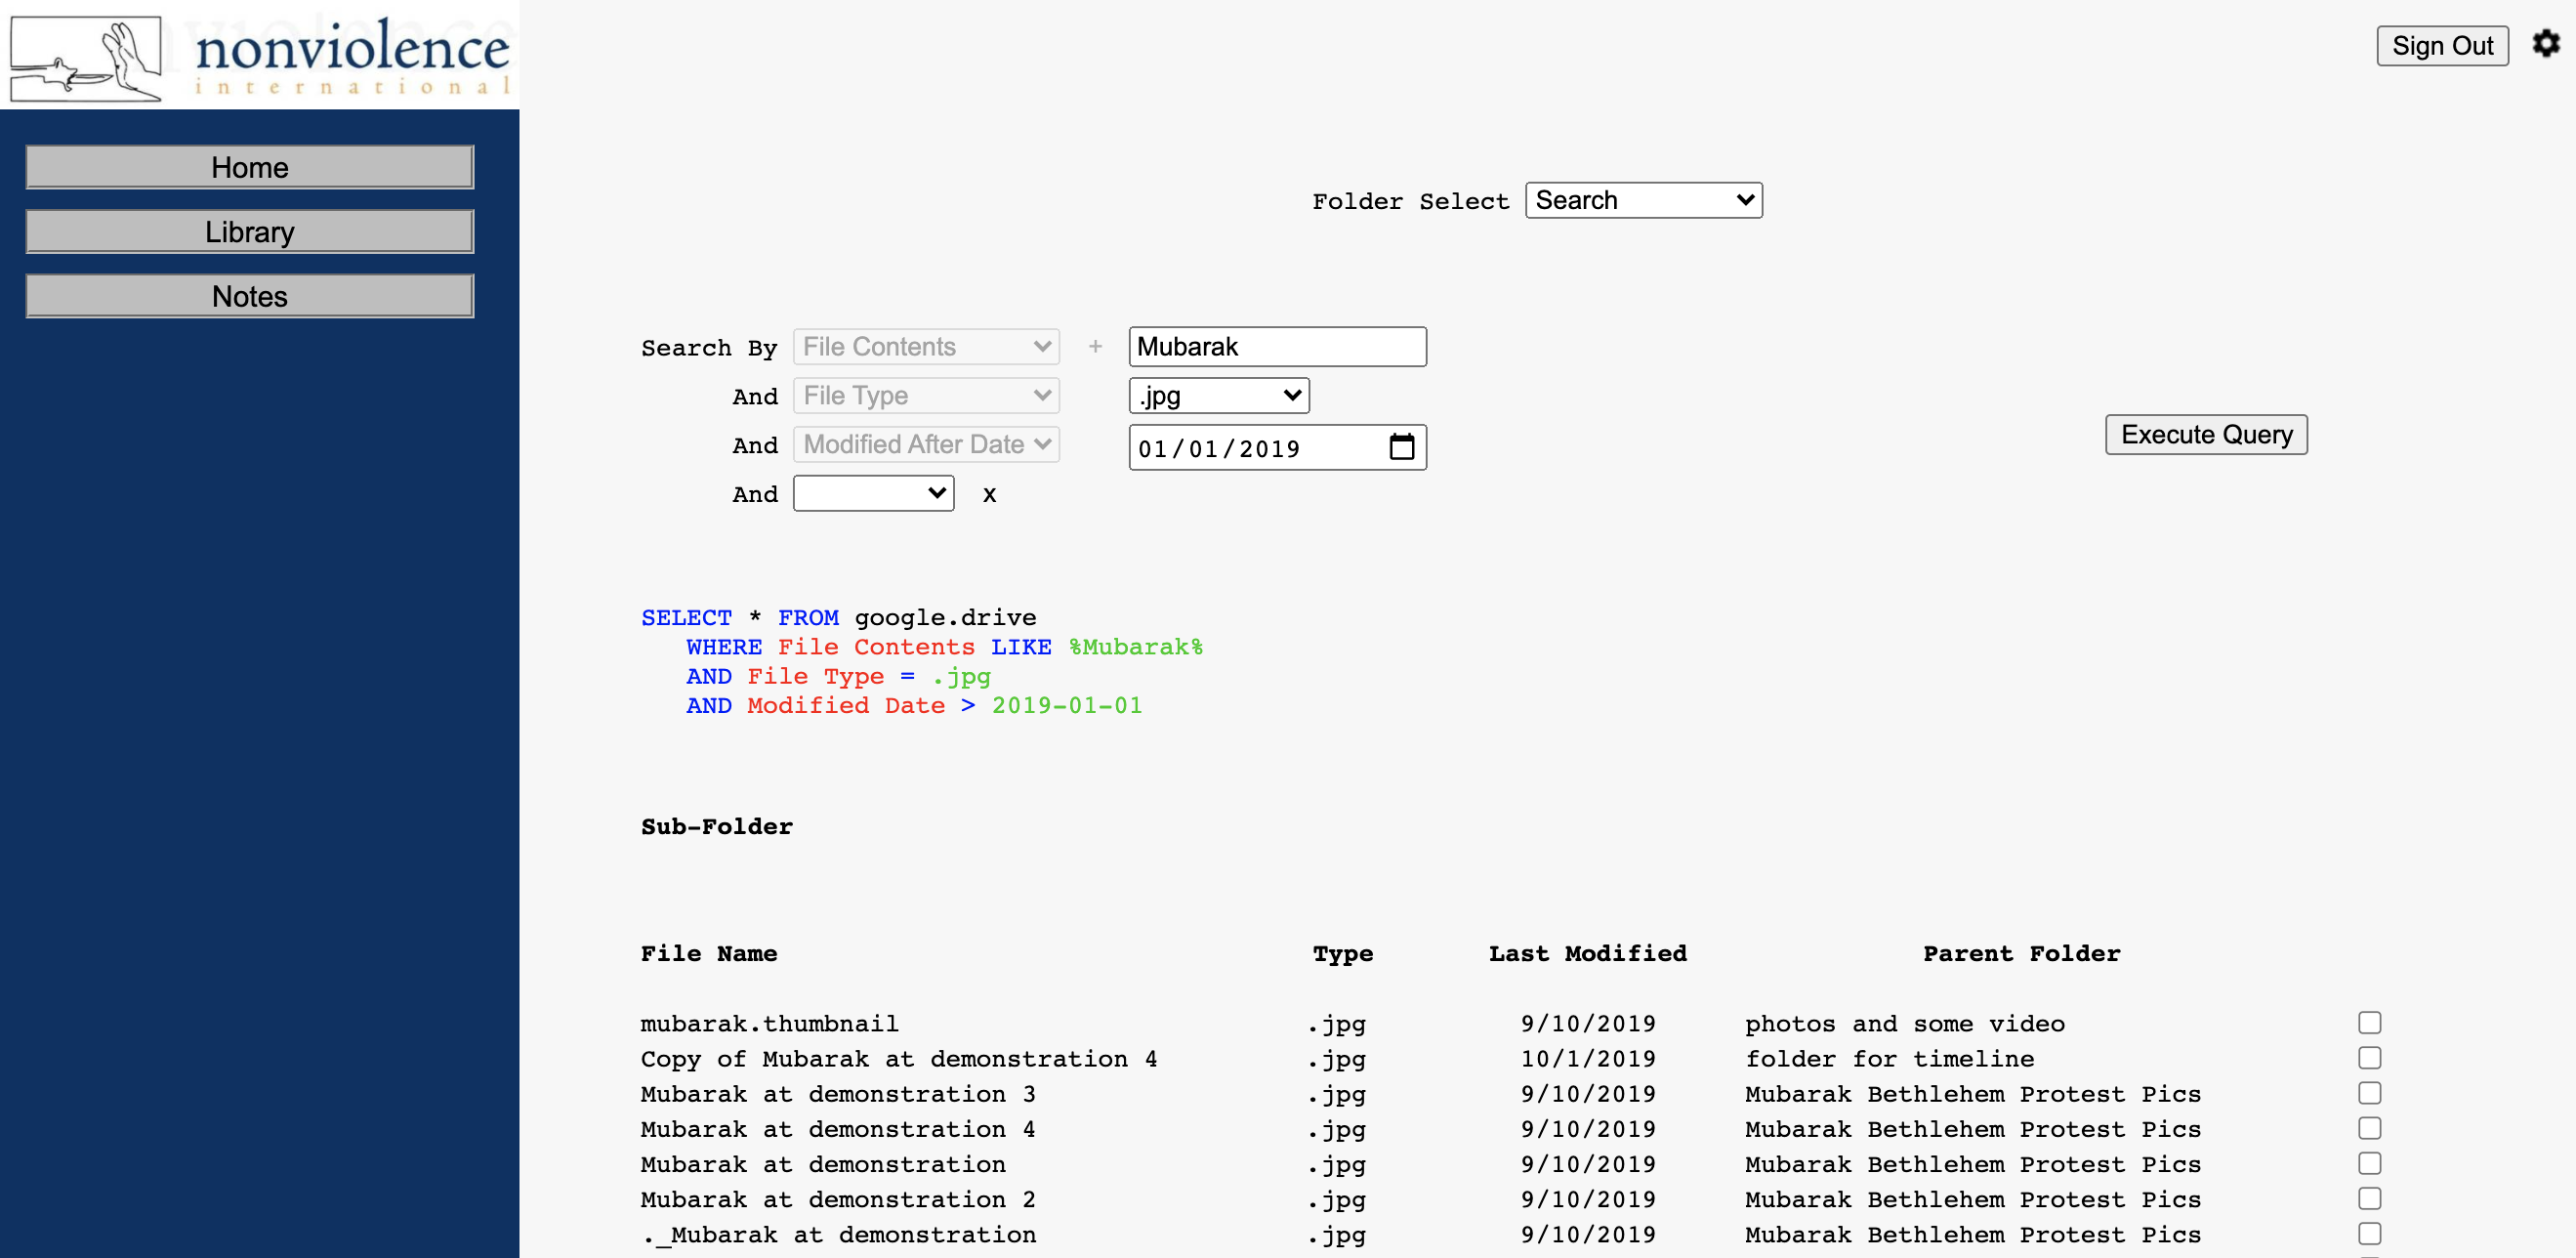 nonviolence
international
Sign Out
Home
Library
Notes
Folder Select Search
Search By File Contents + Mubarak
And File Type .jpg
And Modified After Date 01/01/2019
And x
Execute Query
SELECT * FROM google.drive
WHERE File Contents LIKE %Mubarak%
AND File Type = .jpg
AND Modified Date > 2019-01-01
Sub-Folder
File Name Type Last Modified Parent Folder
mubarak.thumbnail .jpg 9/10/2019 photos and some video
Copy of Mubarak at demonstration 4 .jpg 10/1/2019 folder for timeline
Mubarak at demonstration 3 .jpg 9/10/2019 Mubarak Bethlehem Protest Pics
Mubarak at demonstration 4 .jpg 9/10/2019 Mubarak Bethlehem Protest Pics
Mubarak at demonstration .jpg 9/10/2019 Mubarak Bethlehem Protest Pics
Mubarak at demonstration 2 .jpg 9/10/2019 Mubarak Bethlehem Protest Pics
._Mubarak at demonstration .jpg 9/10/2019 Mubarak Bethlehem Protest Pics